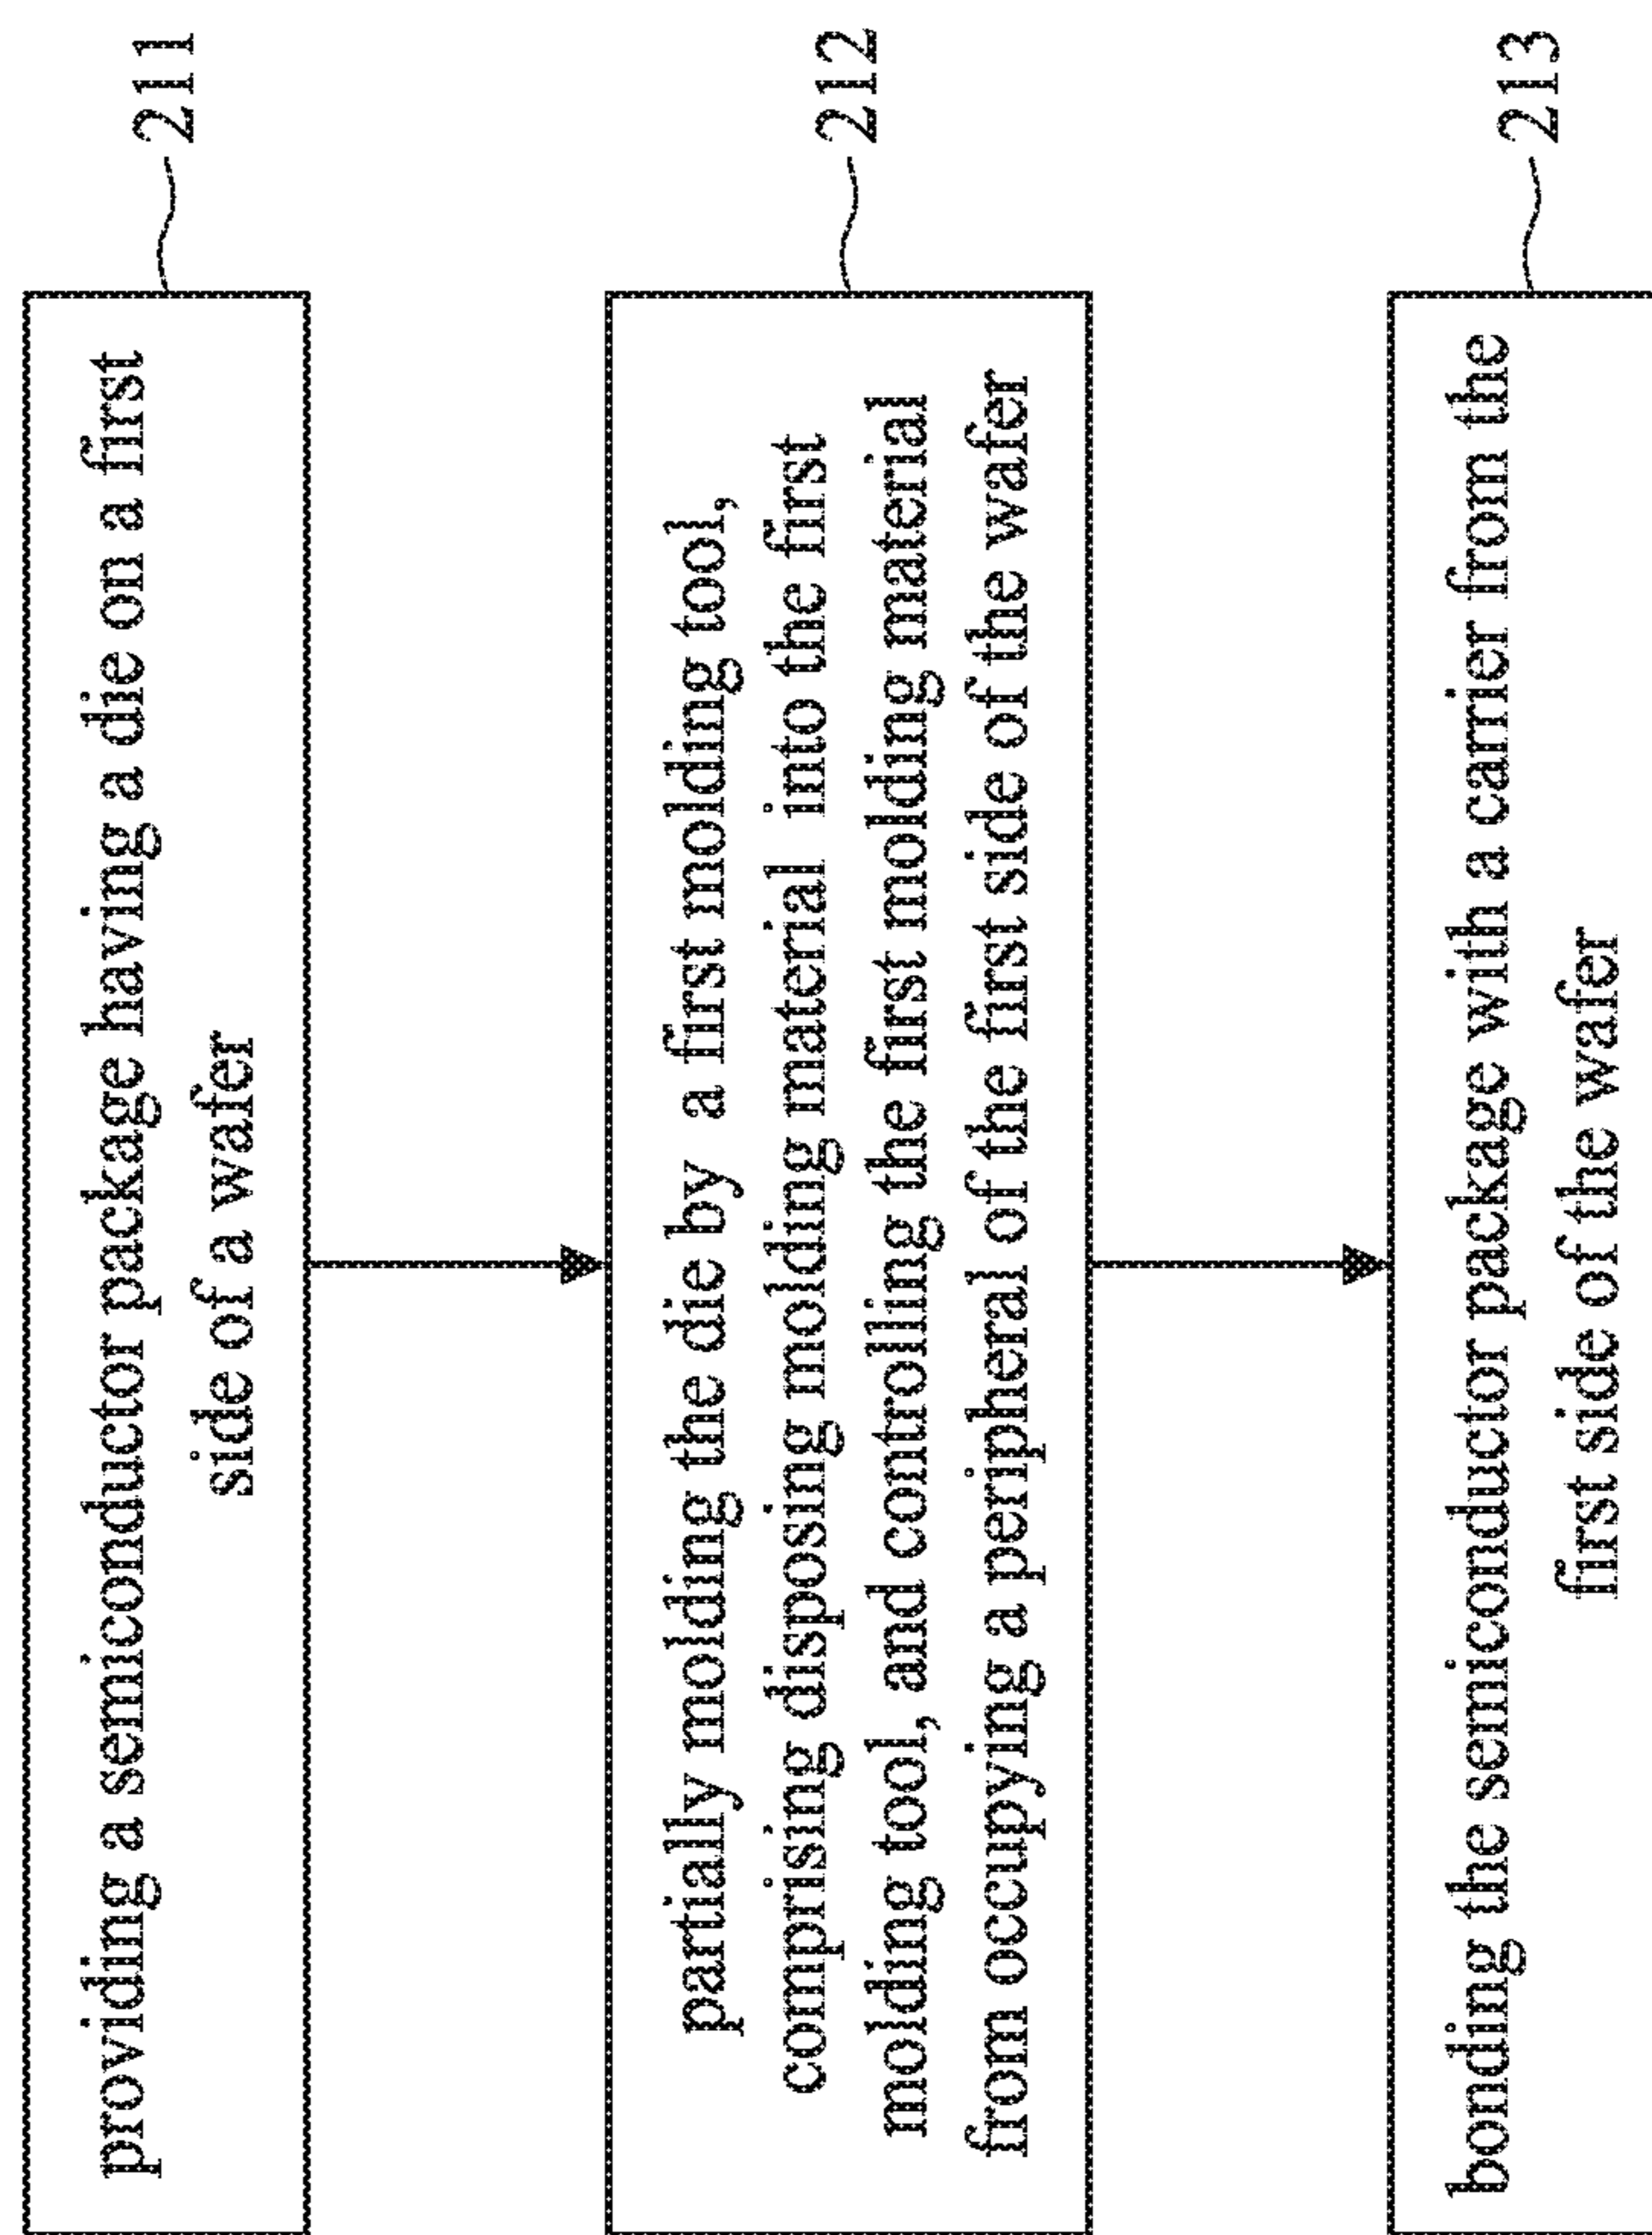 providing a semiconductor package having a die on a first
side of a wafer
211
partially molding the die by a first molding tool,
comprising disposing molding material into the first
molding tool, and controlling the first molding material
from occupying a peripheral of the first side of the wafer
212
bonding the semiconductor package with a carrier from the
first side of the wafer
213